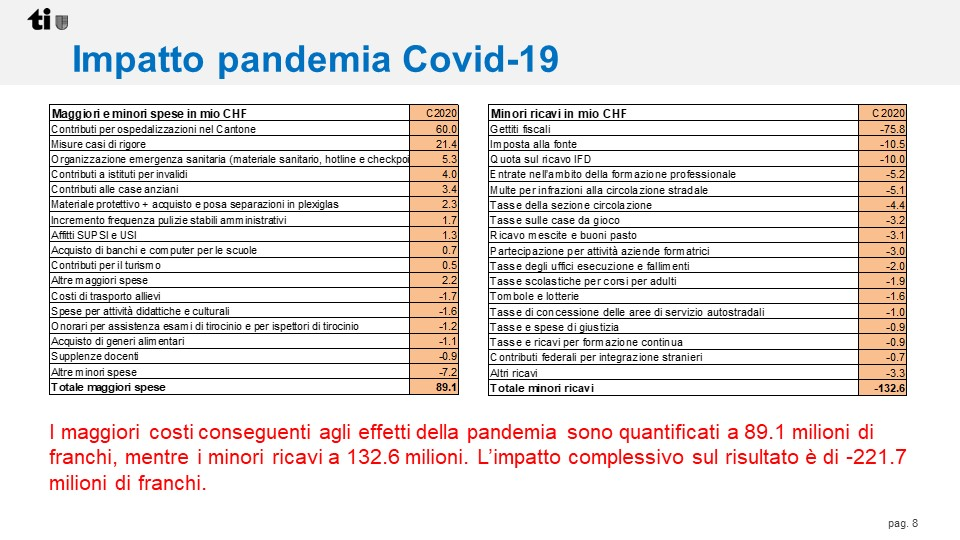 ti
Impatto pandemia Covid-19
Maggiori e minori spese in mio CHF C2020
Contributi per ospedalizzazioni nel Cantone 60.0
Misure casi di rigore 21.4
Organizzazione emergenza sanitaria (materiale sanitario, hotline e checkpoi 5.3
Contributi a istituti per invalidi 4.0
Contributi alle case anziani 3.4
Materiale protettivo + acquisto e posa separazioni in plexiglas 2.3
Incremento frequenza pulizie stabili amministrativi 1.7
Affitti SUPSI e USI 1.3
Acquisto di banchi e computer per le scuole 0.7
Contributi per il turismo 0.5
Altre maggiori spese 2.2
Costi di trasporto allievi -1.7
Spese per attività didattiche e culturali -1.6
Onorari per assistenza esami di tirocinio e per ispettori di tirocinio -1.2
Acquisto di generi alimentari -1.1
Supplenze docenti -0.9
Altre minori spese -7.2
Totale maggiori spese 89.1
Minori ricavi in mio CHF C2020
Gettiti fiscali -75.8
Imposta alla fonte -10.5
Quota sul ricavo IFD -10.0
Entrate nell'ambito della formazione professionale -5.2
Multe per infrazioni alla circolazione stradale -5.1
Tasse della sezione circolazione -4.4
Tasse sulle case da gioco -3.2
Ricavo mescite e buoni pasto -3.1
Partecipazione per attività aziende formatrici -3.0
Tasse degli uffici esecuzione e fallimenti -2.0
Tasse scolastiche per corsi per adulti -1.9
Tombole e lotterie -1.6
Tasse di concessione delle aree di servizio autostradali -1.0
Tasse e spese di giustizia -0.9
Tasse e ricavi per formazione continua -0.9
Contributi federali per integrazione stranieri -0.7
Altri ricavi -3.3
Totale minori ricavi -132.6
I maggiori costi conseguenti agli effetti della pandemia sono quantificati a 89.1 milioni di
franchi, mentre i minori ricavi a 132.6 milioni. L’impatto complessivo sul risultato è di -221.7
milioni di franchi.
pag. 8